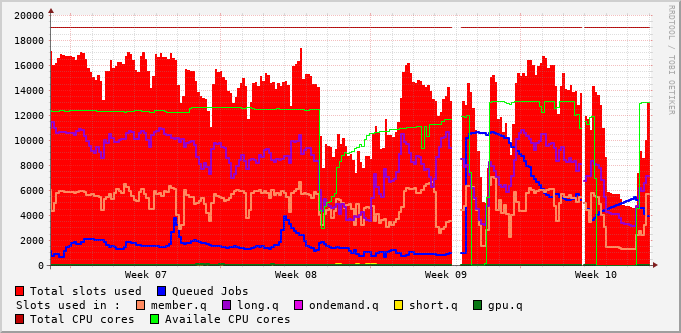 20000
18000
16000
14000
12000
10000
8000
6000
4000
2000
0
Week 07 Week 08 Week 09 Week 10
Total slots used Queued Jobs
Slots used in : member.q long.q ondemand.q short.q gpu.q
Total CPU cores Availale CPU cores
RRDTOOL / TOBI OETIKER